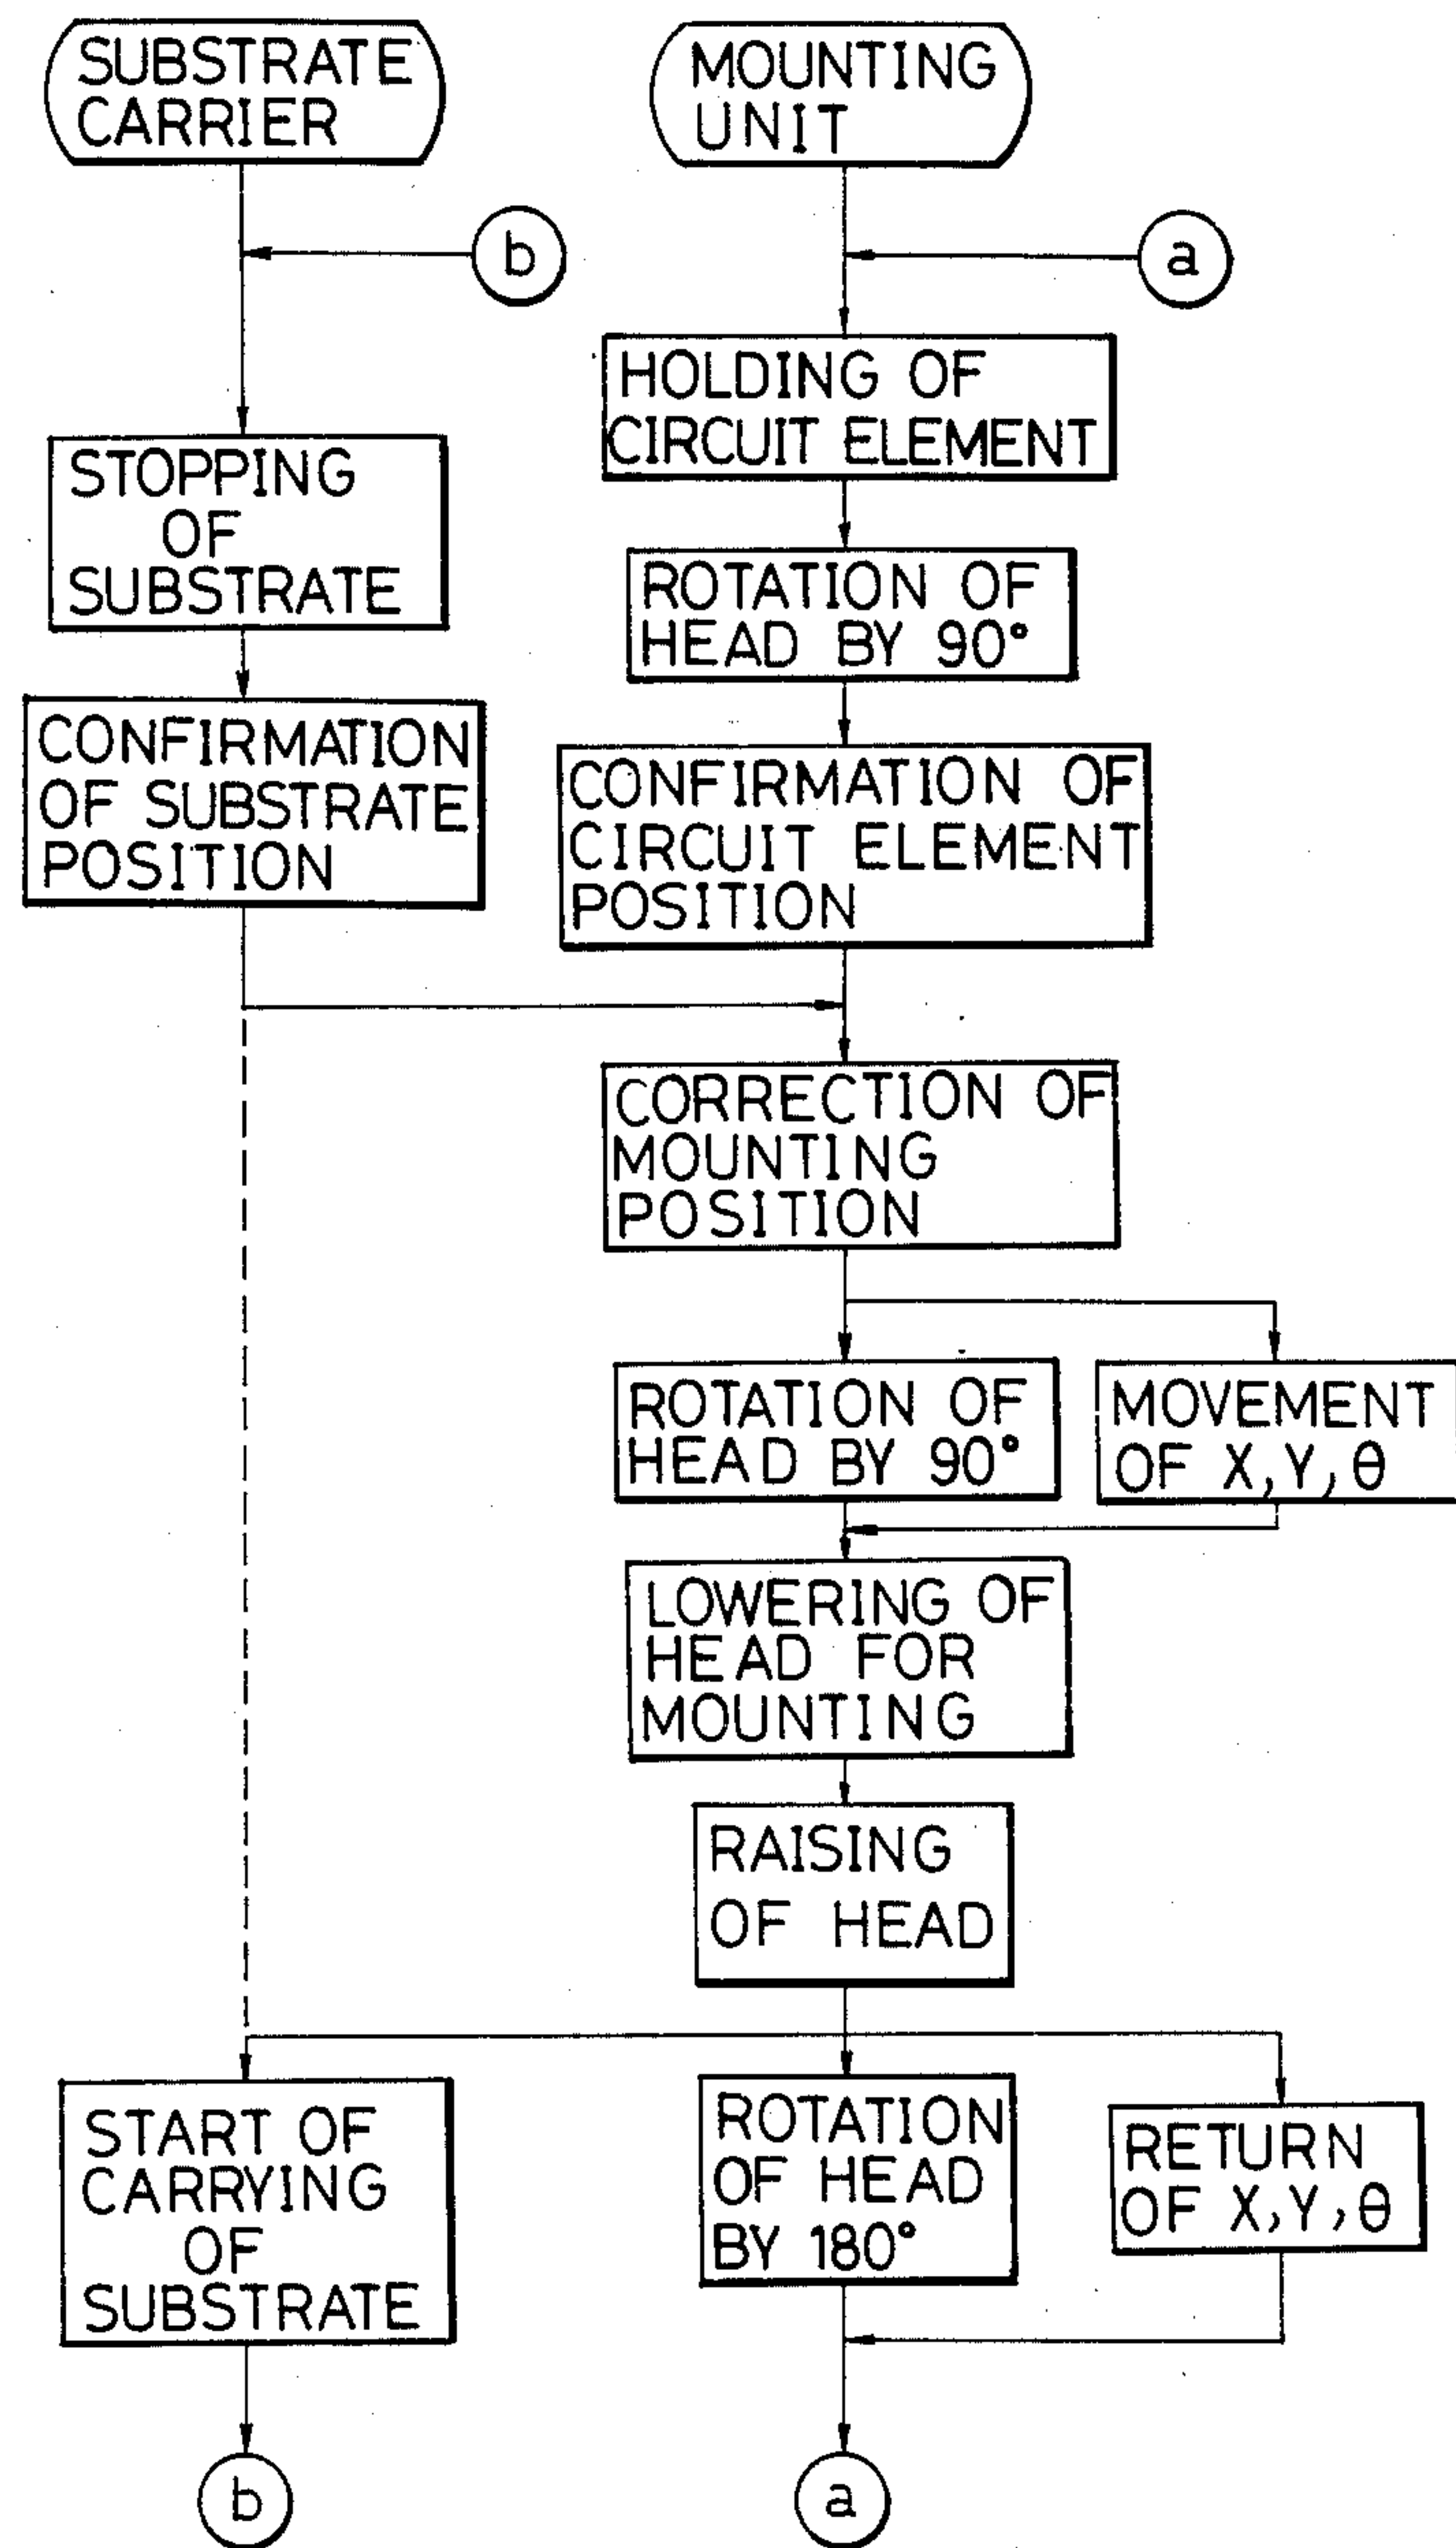 SUBSTRATE
CARRIER
MOUNTING
UNIT
b
a
HOLDING OF
CIRCUIT ELEMENT
STOPPING
OF
SUBSTRATE
ROTATION OF
HEAD BY 90°
CONFIRMATION
OF SUBSTRATE
POSITION
CONFIRMATION OF
CIRCUIT ELEMENT
POSITION
CORRECTION OF
MOUNTING
POSITION
ROTATION OF
HEAD BY 90°
MOVEMENT
OF X, Y, θ
LOWERING OF
HEAD FOR
MOUNTING
RAISING
OF HEAD
START OF
CARRYING
OF
SUBSTRATE
ROTATION
OF HEAD
BY 180°
RETURN
OF X, Y, θ
b
a